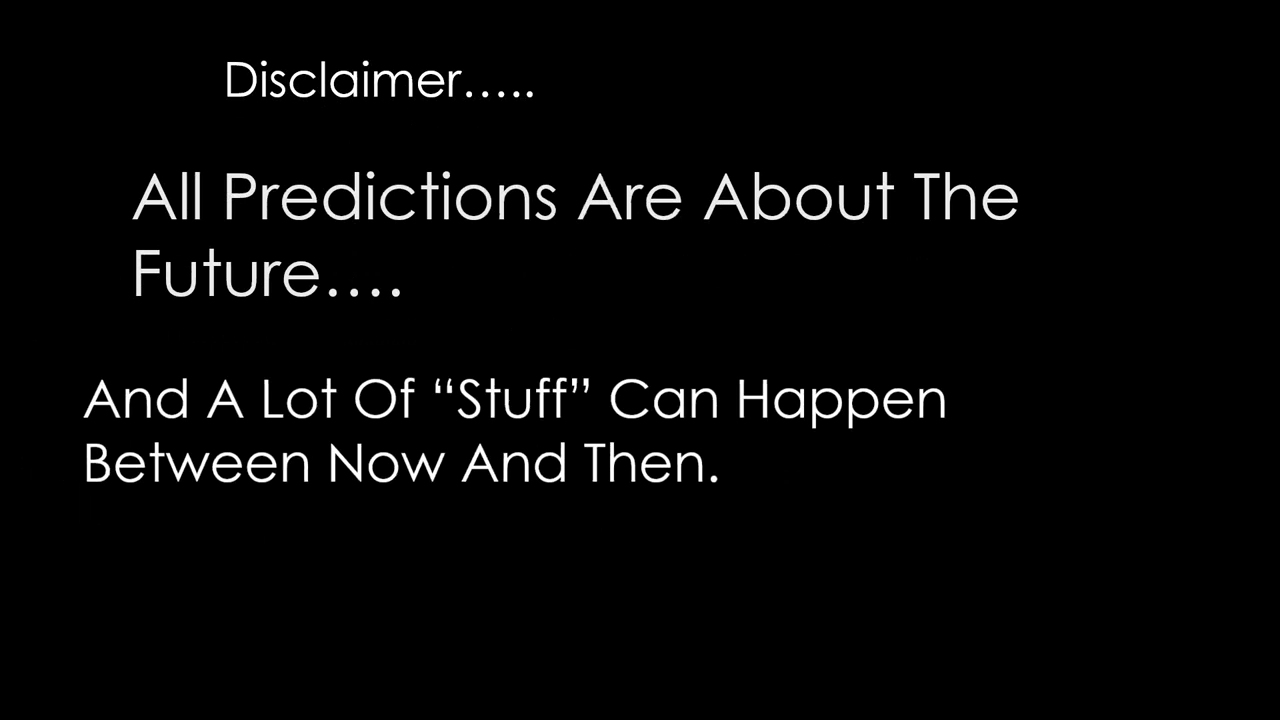 Disclaimer…..
All Predictions Are About The
Future….
And A Lot Of “Stuff” Can Happen
Between Now And Then.